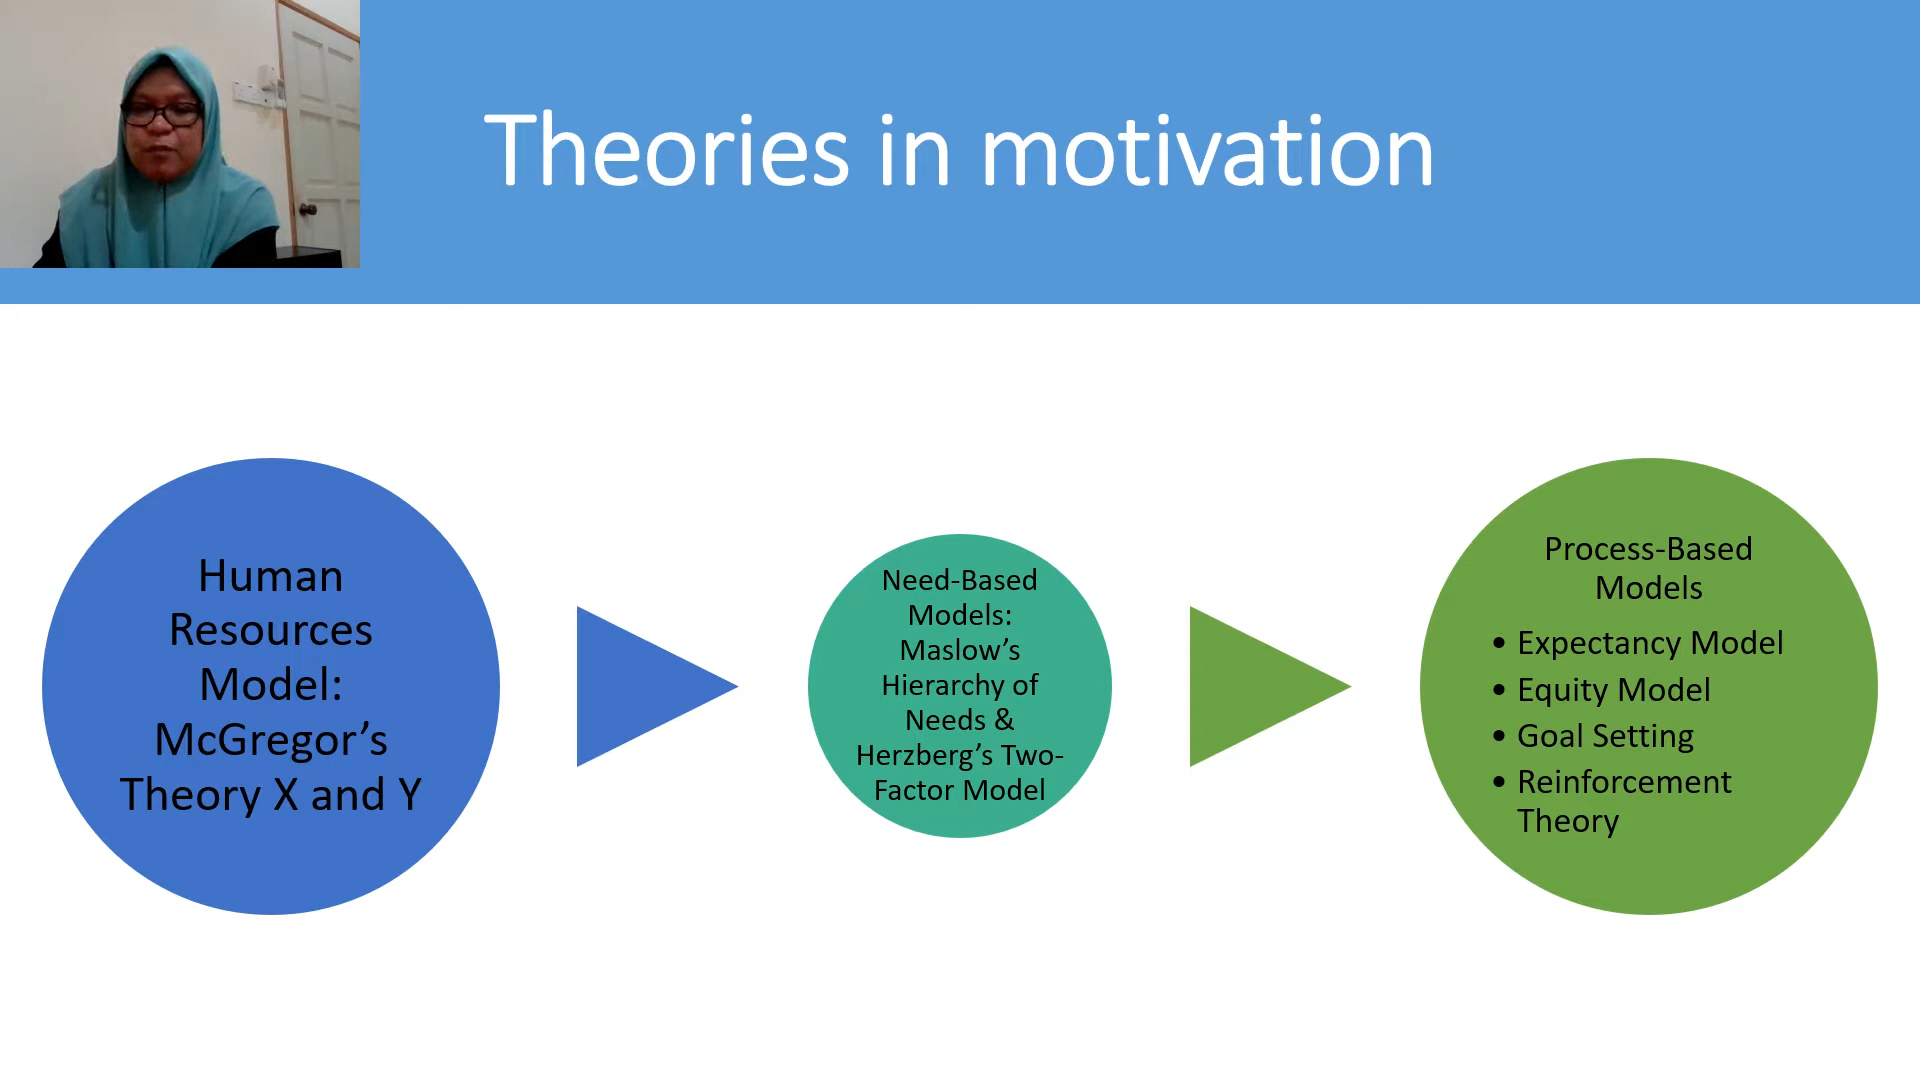 Theories in motivation
Human
Resources
Model:
McGregor’s
Theory X and Y
Need-Based
Models:
Maslow’s
Hierarchy of
Needs &
Herzberg’s Two-
Factor Model
Process-Based
Models
• Expectancy Model
• Equity Model
• Goal Setting
• Reinforcement
Theory